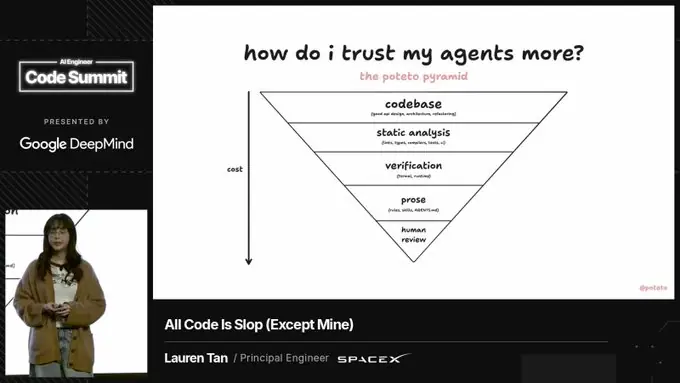 AI Engineer
Code Summit
PRESENTED BY
Google DeepMind
how do i trust my agents more?
the poteto pyramid
cost
codebase
(good api design, architecture, refactoring)
static analysis
(lints, types, compilers, tests, ci)
verification
(formal, runtime)
prose
(rules, skills, AGENTS.md)
human
review
@poteto
All Code Is Slop (Except Mine)
Lauren Tan / Principal Engineer SPACEX